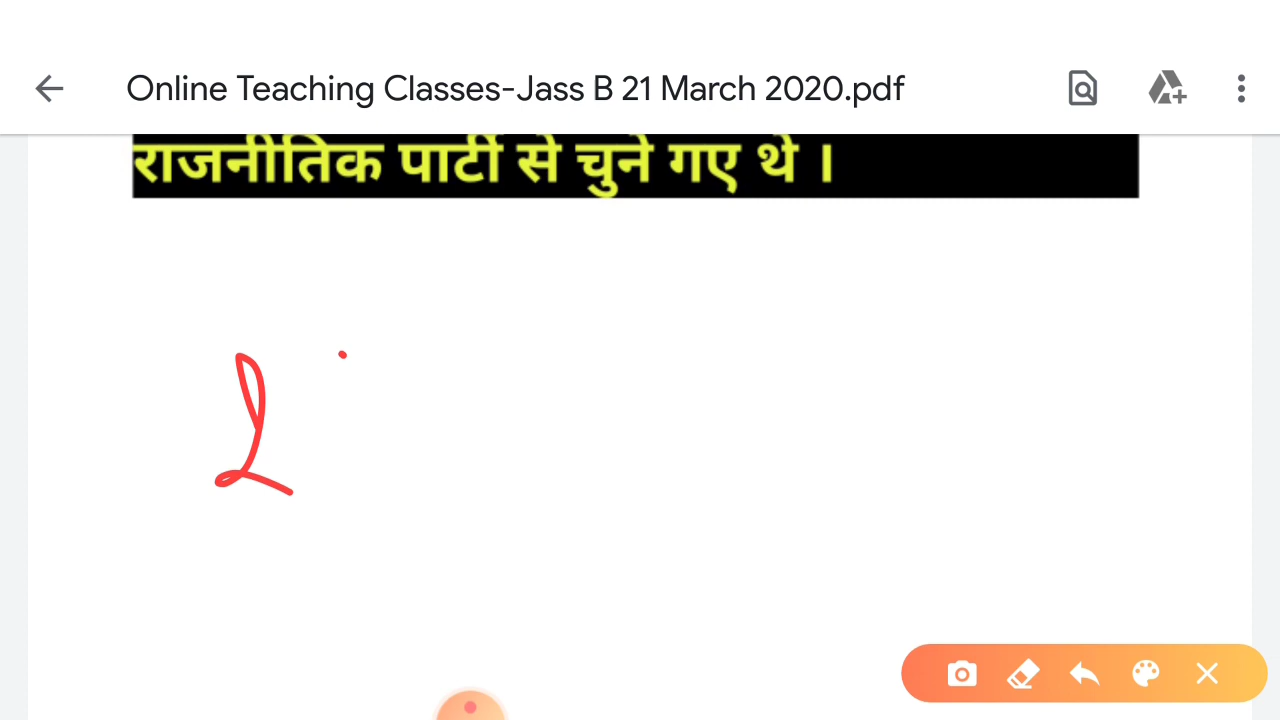 Online Teaching Classes-Jass B 21 March 2020.pdf
राजनीतिक पार्टी से चुने गए थे ।